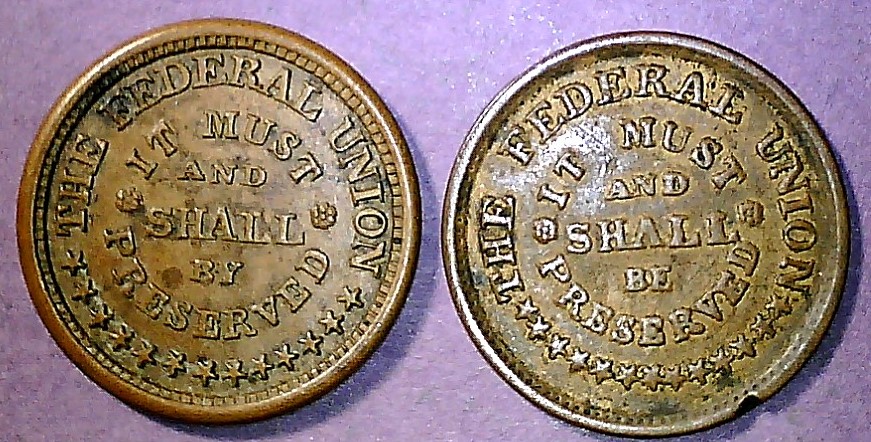 THE FEDERAL UNION
IT MUST
AND
SHALL
BY
PRESERVED
THE FEDERAL UNION
IT MUST
AND
SHALL
BE
PRESERVED